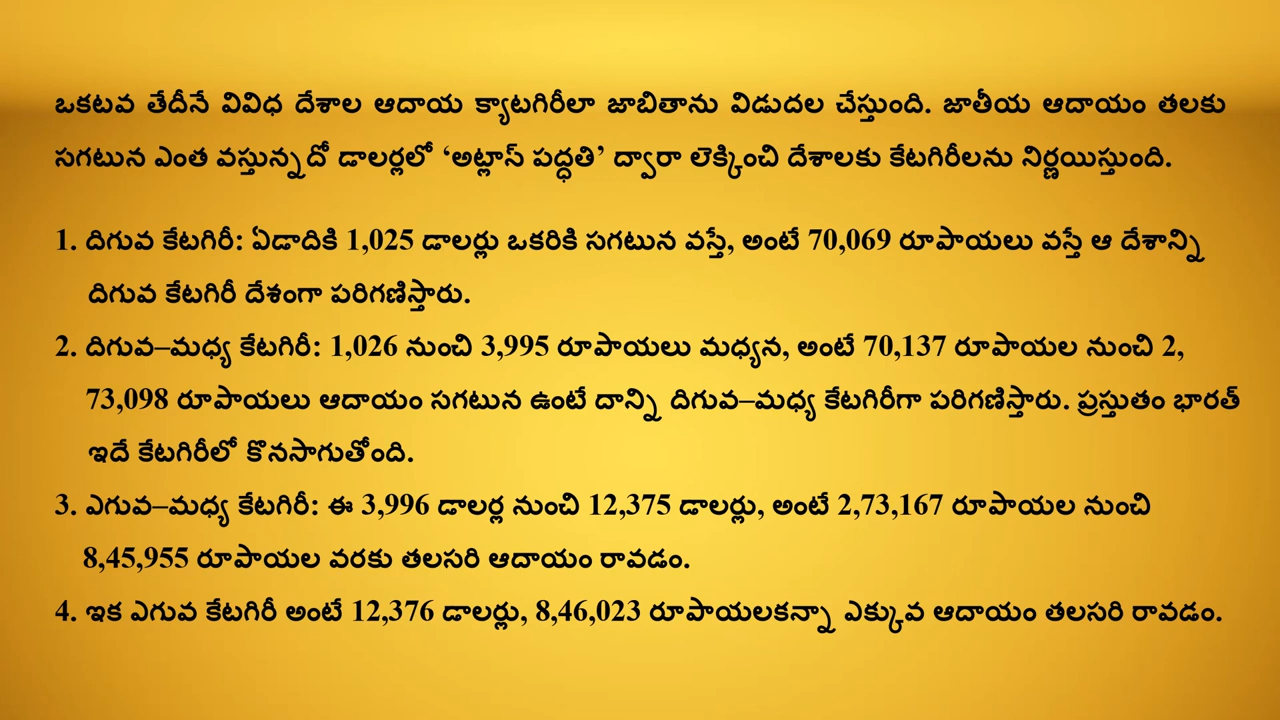 ఒకటవ తేదీనే వివిధ దేశాల ఆదాయ క్యాటగిరీలా జాబితాను విడుదల చేస్తుంది. జాతీయ ఆదాయం తలకు
సగటున ఎంత వస్తున్నదో డాలర్లలో ‘అట్లాస్ పద్ధతి’ ద్వారా లెక్కించి దేశాలకు కేటగిరీలను నిర్ణయిస్తుంది.
1. దిగువ కేటగిరీ: ఏడాదికి 1,025 డాలర్లు ఒకరికి సగటున వస్తే, అంటే 70,069 రూపాయలు వస్తే ఆ దేశాన్ని
దిగువ కేటగిరీ దేశంగా పరిగణిస్తారు.
2. దిగువ–మధ్య కేటగిరీ: 1,026 నుంచి 3,995 రూపాయలు మధ్యన, అంటే 70,137 రూపాయల నుంచి 2,
73,098 రూపాయలు ఆదాయం సగటున ఉంటే దాన్ని దిగువ–మధ్య కేటగిరీగా పరిగణిస్తారు. ప్రస్తుతం భారత్
ఇదే కేటగిరీలో కొనసాగుతోంది.
3. ఎగువ–మధ్య కేటగిరీ: ఈ 3,996 డాలర్ల నుంచి 12,375 డాలర్లు, అంటే 2,73,167 రూపాయల నుంచి
8,45,955 రూపాయల వరకు తలసరి ఆదాయం రావడం.
4. ఇక ఎగువ కేటగిరీ అంటే 12,376 డాలర్లు, 8,46,023 రూపాయలకన్నా ఎక్కువ ఆదాయం తలసరి రావడం.